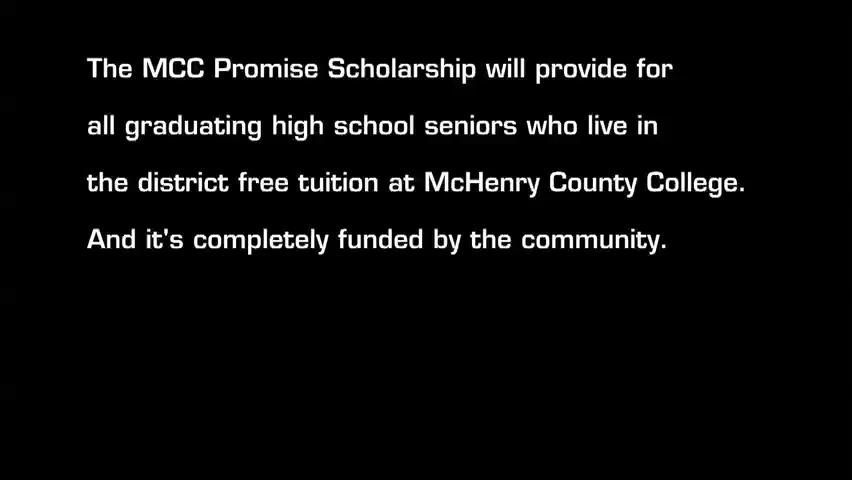 The MCC Promise Scholarship will provide for
all graduating high school seniors who live in
the district free tuition at McHenry County College.
And it's completely funded by the community.